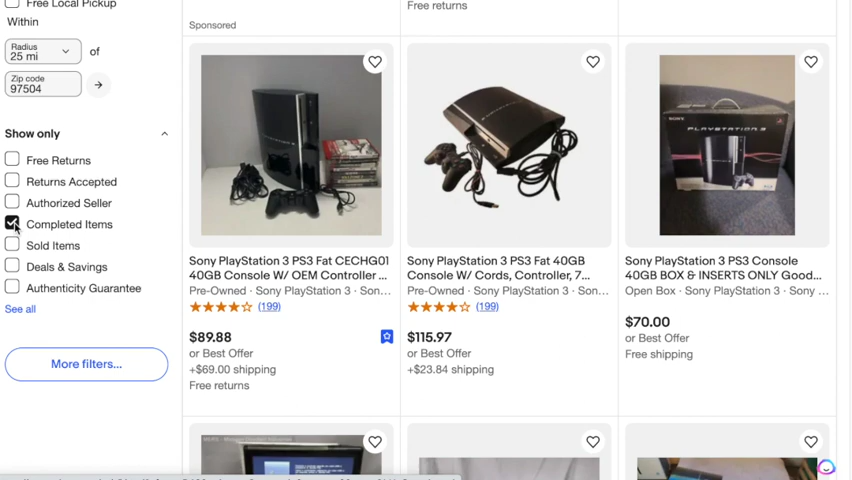 Free Local Pickup
Within
Radius
25 mi
of
Zip code
97504
Show only
Free Returns
Returns Accepted
Authorized Seller
Completed Items
Sold Items
Deals & Savings
Authenticity Guarantee
See all
More filters...
Sponsored
Free returns
Sony PlayStation 3 PS3 Fat CECHG01
40GB Console W/ OEM Controller ...
Pre-Owned · Sony PlayStation 3 · Son...
(199)
$89.88
or Best Offer
+$69.00 shipping
Free returns
Sony PlayStation 3 PS3 Fat 40GB
Console W/ Cords, Controller, 7...
Pre-Owned · Sony PlayStation 3 · Son...
(199)
$115.97
or Best Offer
+$23.84 shipping
SONY
PLAYSTATION 3
Sony PlayStation 3 PS3 Console
40GB BOX & INSERTS ONLY Good...
Open Box · Sony PlayStation 3 · Sony ...
$70.00
or Best Offer
Free shipping